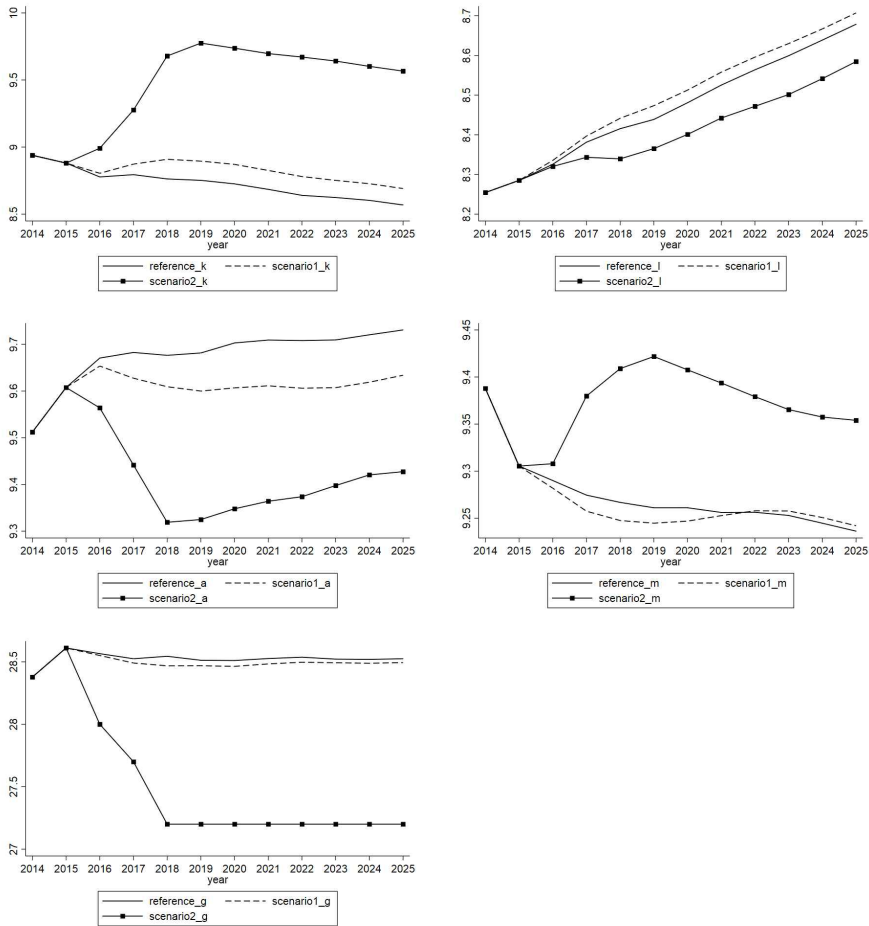 10
9.5
9
8.5
2014 2015 2016 2017 2018 2019 2020 2021 2022 2023 2024 2025
year
reference_k scenario1_k
scenario2_k
8.7
8.6
8.5
8.4
8.3
8.2
2014 2015 2016 2017 2018 2019 2020 2021 2022 2023 2024 2025
year
reference_l scenario1_l
scenario2_l
9.7
9.6
9.5
9.4
9.3
2014 2015 2016 2017 2018 2019 2020 2021 2022 2023 2024 2025
year
reference_a scenario1_a
scenario2_a
9.45
9.4
9.35
9.3
9.25
2014 2015 2016 2017 2018 2019 2020 2021 2022 2023 2024 2025
year
reference_m scenario1_m
scenario2_m
28.5
28
27.5
27
2014 2015 2016 2017 2018 2019 2020 2021 2022 2023 2024 2025
year
reference_g scenario1_g
scenario2_g